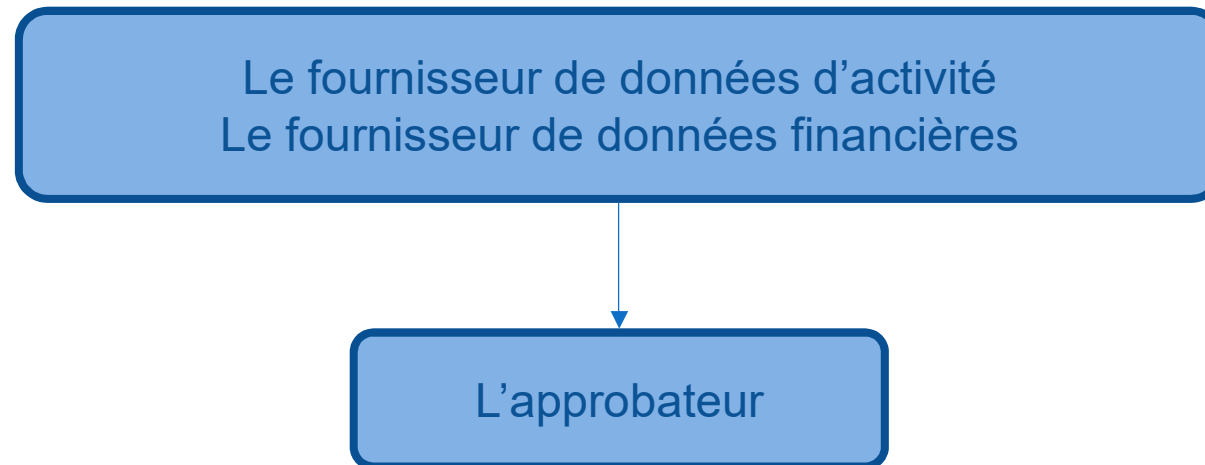 Le fournisseur de données d’activité
Le fournisseur de données financières
L’approbateur